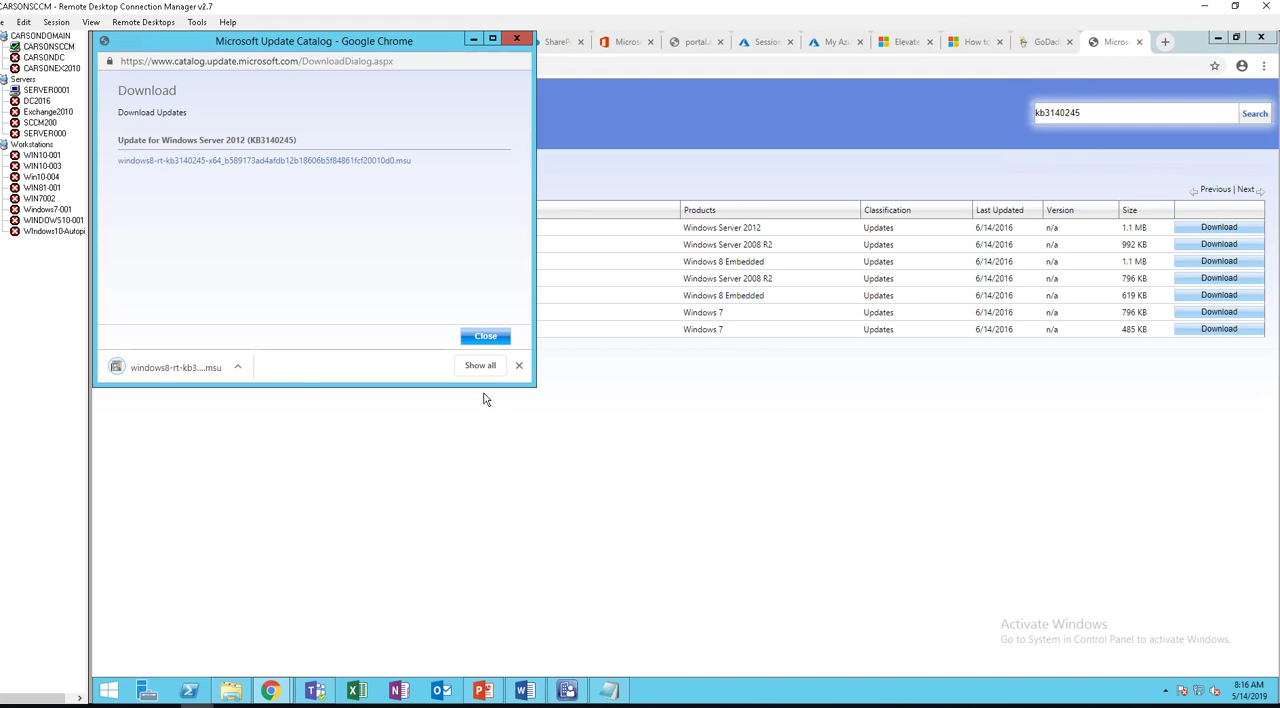 CARSONSCCM - Remote Desktop Connection Manager v2.7
Edit Session View Remote Desktops Tools Help
CARSONDOMAIN
CARSONSCCM
CARSONDC
CARSONEX2010
Servers
SERVER0001
DC2016
Exchange2010
SCCM200
SERVER000
Workstations
WIN10-001
WIN10-003
Win10-004
WIN81-001
WIN7002
Windows7-001
WINDOWS10-001
WIndows10-Autopi
Microsoft Update Catalog - Google Chrome
https://www.catalog.update.microsoft.com/DownloadDialog.aspx
Download
Download Updates
Update for Windows Server 2012 (KB3140245)
windows8-rt-kb3140245-x64_b589173ad4afdb12b18606b5f84861fcf20010d0.msu
Close
windows8-rt-kb3....msu
Show all
ShareP Micros portal. Session My Az Elevate How to GoDad Micros
kb3140245 Search
Previous | Next
Products Classification Last Updated Version Size
Windows Server 2012 Updates 6/14/2016 n/a 1.1 MB Download
Windows Server 2008 R2 Updates 6/14/2016 n/a 992 KB Download
Windows 8 Embedded Updates 6/14/2016 n/a 1.1 MB Download
Windows Server 2008 R2 Updates 6/14/2016 n/a 796 KB Download
Windows 8 Embedded Updates 6/14/2016 n/a 619 KB Download
Windows 7 Updates 6/14/2016 n/a 796 KB Download
Windows 7 Updates 6/14/2016 n/a 485 KB Download
Activate Windows
Go to System in Control Panel to activate Windows.
8:16 AM
5/14/2019